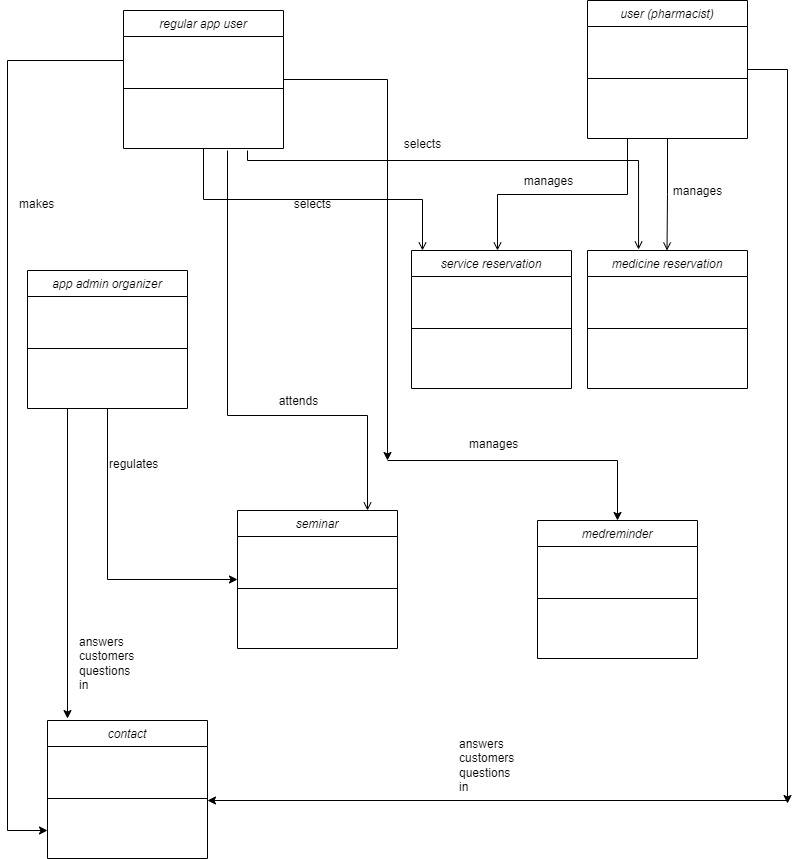 user (pharmacist)
regular app user
selects
manages
manages
makes
selects
service reservation
medicine reservation
app admin organizer
attends
manages
regulates
seminar
medreminder
answers
customers
questions
in
contact
answers
customers
questions
in